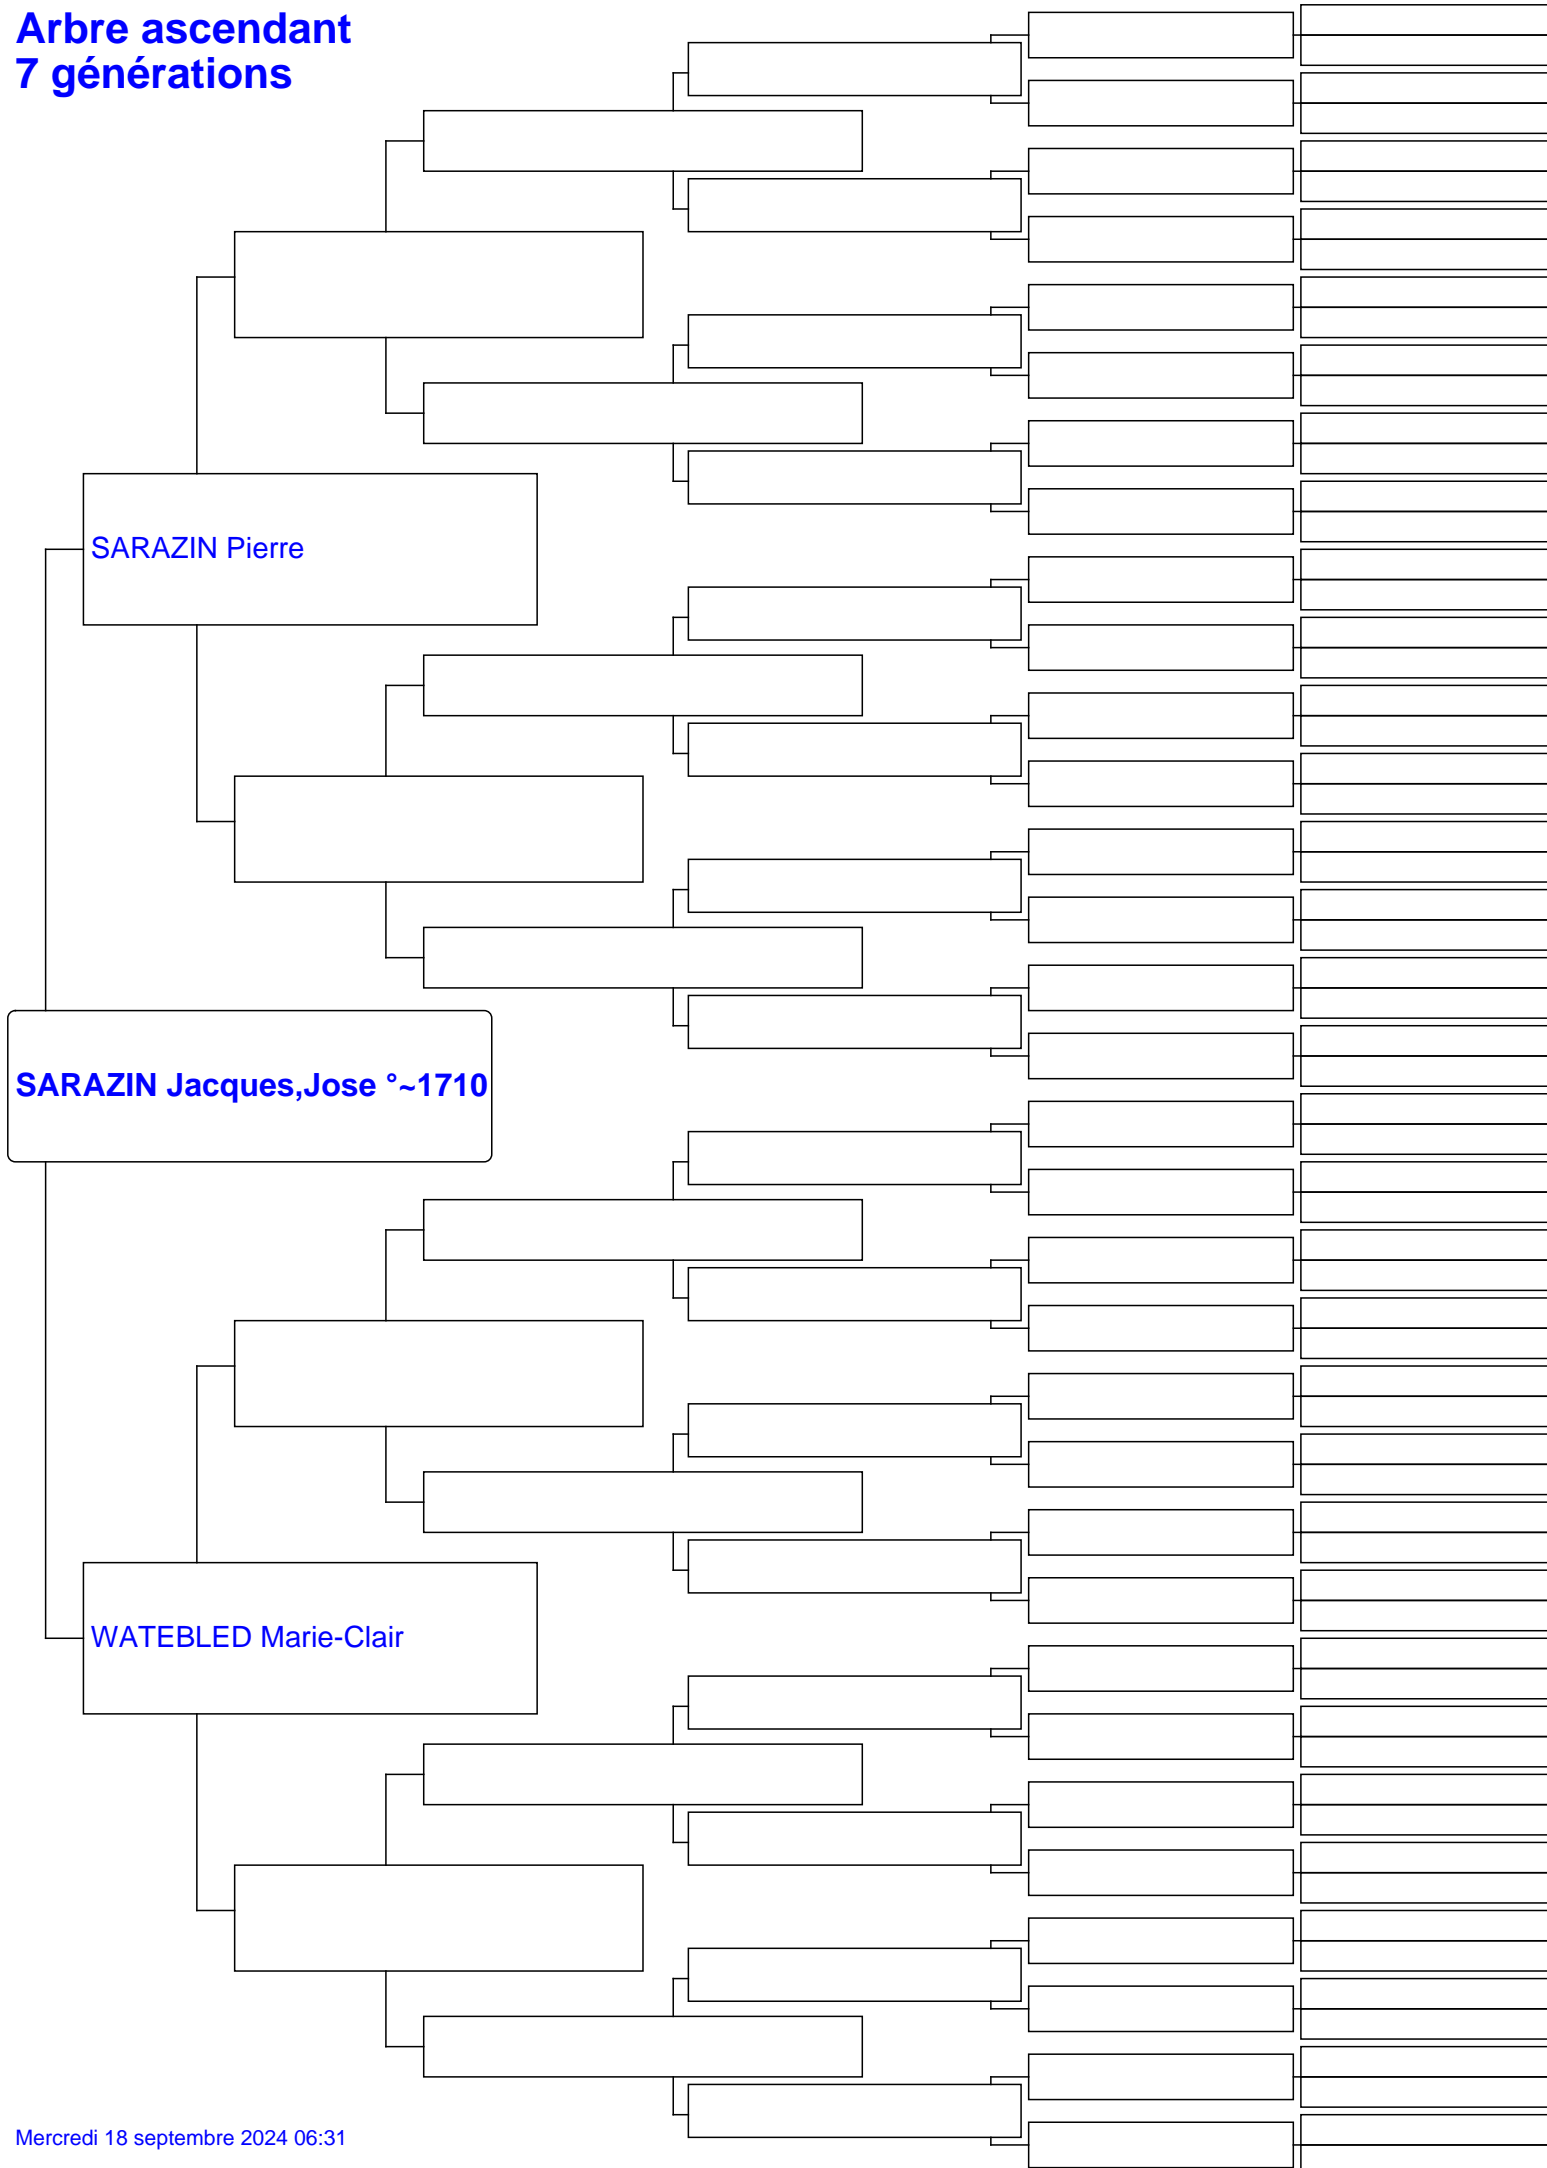 Arbre ascendant
7 générations
SARAZIN Pierre
SARAZIN Jacques,Jose °~1710
WATEBLED Marie-Clair
Mercredi 18 septembre 2024 06:31